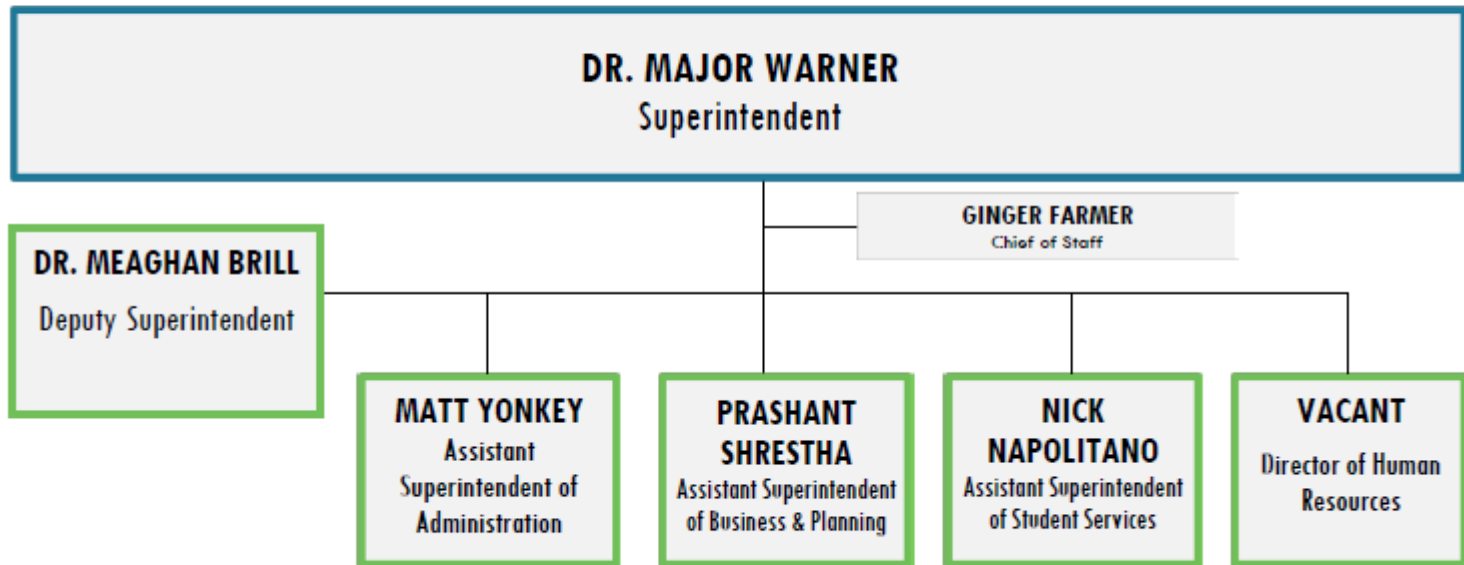 DR. MAJOR WARNER
Superintendent
GINGER FARMER
Chief of Staff
DR. MEAGHAN BRILL
Deputy Superintendent
MATT YONKEY
Assistant
Superintendent of
Administration
PRASHANT
SHRESTHA
Assistant Superintendent
of Business & Planning
NICK
NAPOLITANO
Assistant Superintendent
of Student Services
VACANT
Director of Human
Resources